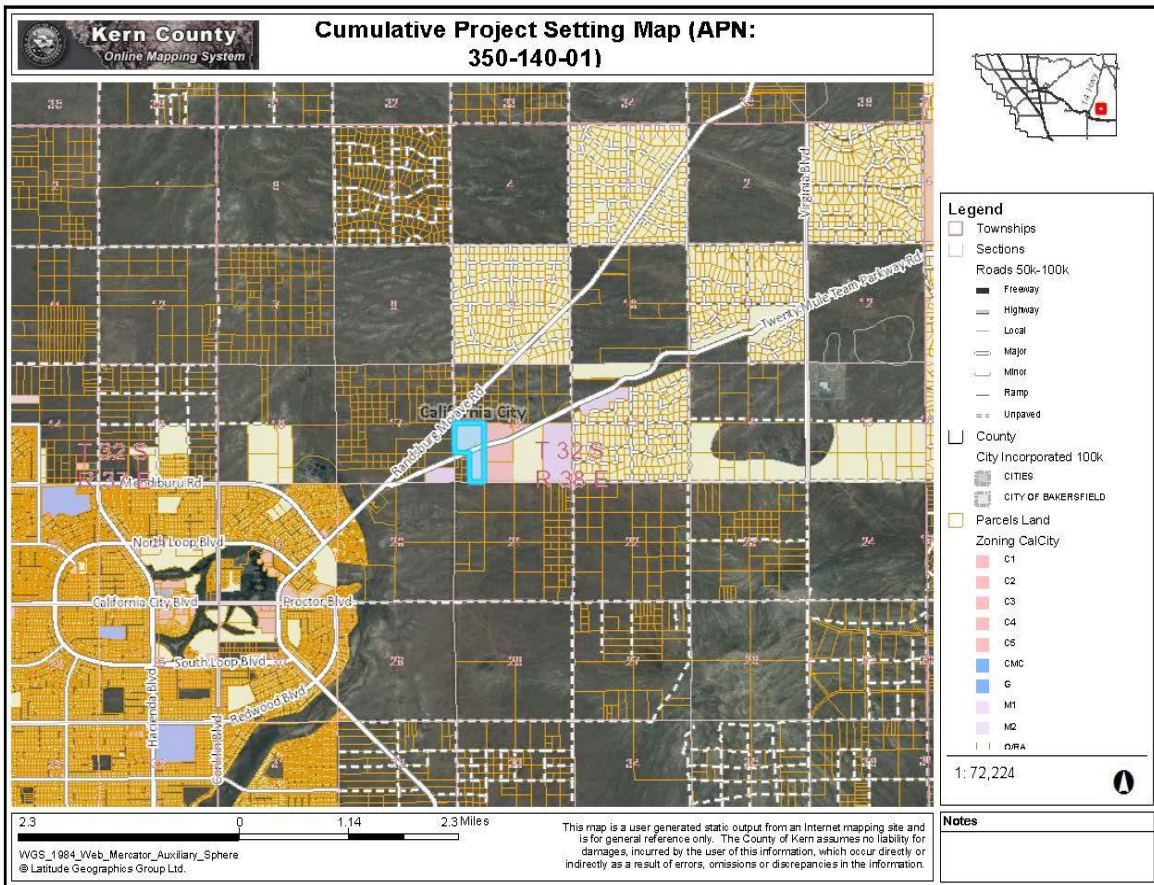 Kern County
Online Mapping System
Cumulative Project Setting Map (APN:
350-140-01)
14 Hwy
Virginia Blvd
Twenty Mule Team Parkway Rd
Randsburg Mojave Rd
California City
T 32 S
R 37 E
T 32 S
R 38 E
Mendiburu Rd
North Loop Blvd
California City Blvd
Proctor Blvd
South Loop Blvd
Redwood Blvd
Hacienda Blvd
Conklin Blvd
Legend
Townships
Sections
Roads 50k-100k
Freeway
Highway
Local
Major
Minor
Ramp
Unpaved
County
City Incorporated 100k
CITIES
CITY OF BAKERSFIELD
Parcels Land
Zoning CalCity
C1
C2
C3
C4
C5
CMC
G
M1
M2
O/RA
1: 72,224
Notes
2.3 0 1.14 2.3 Miles
WGS_1984_Web_Mercator_Auxiliary_Sphere
© Latitude Geographics Group Ltd.
This map is a user generated static output from an Internet mapping site and
is for general reference only. The County of Kern assumes no liability for
damages, incurred by the user of this information, which occur directly or
indirectly as a result of errors, omissions or discrepancies in the information.